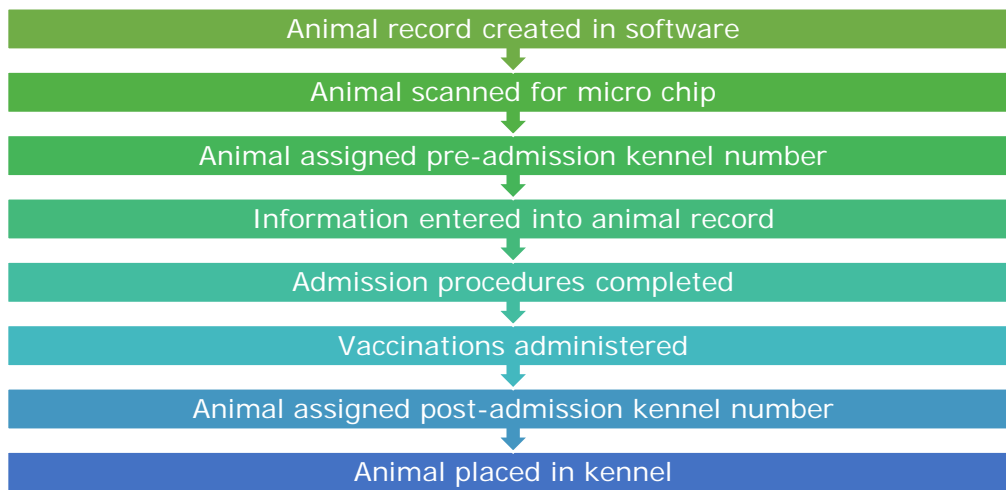 Animal record created in software
Animal scanned for micro chip
Animal assigned pre-admission kennel number
Information entered into animal record
Admission procedures completed
Vaccinations administered
Animal assigned post-admission kennel number
Animal placed in kennel